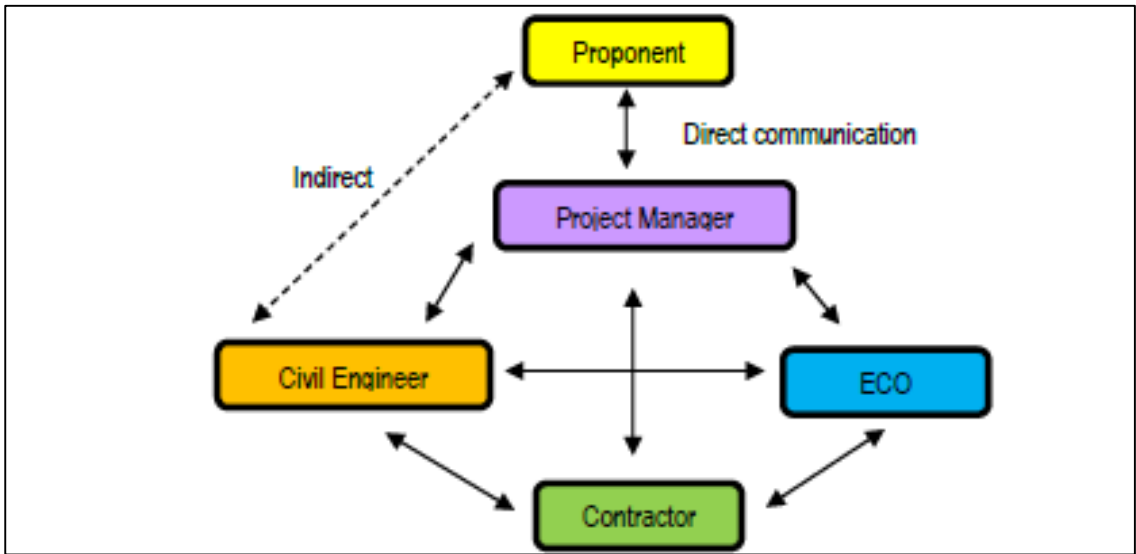 Proponent
Direct communication
Indirect
Project Manager
Civil Engineer
ECO
Contractor